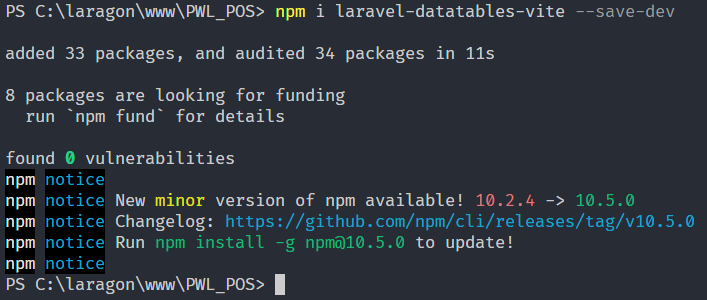 PS C:\laragon\www\PWL_POS> npm i laravel-datatables-vite --save-dev
added 33 packages, and audited 34 packages in 11s
8 packages are looking for funding
  run `npm fund` for details
found 0 vulnerabilities
npm notice
npm notice New minor version of npm available! 10.2.4 -> 10.5.0
npm notice Changelog: https://github.com/npm/cli/releases/tag/v10.5.0
npm notice Run npm install -g npm@10.5.0 to update!
npm notice
PS C:\laragon\www\PWL_POS>